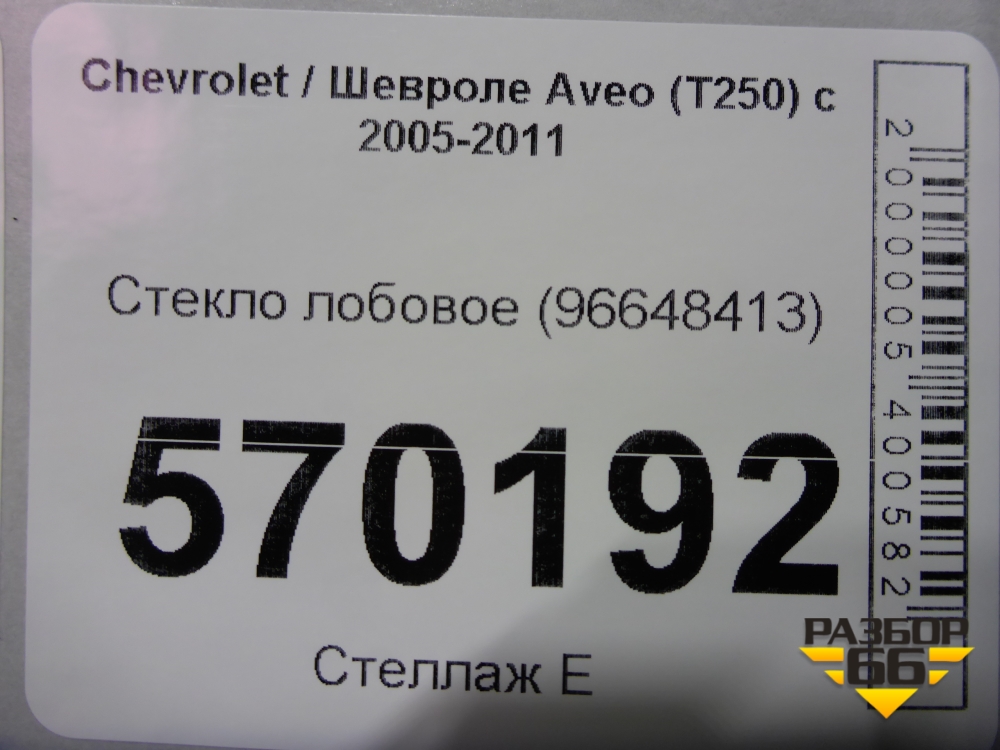 Chevrolet / Шевроле Aveo (T250) с
2005-2011
Стекло лобовое (96648413)
570192
Стеллаж Е
2000005400582
РАЗБОР
66